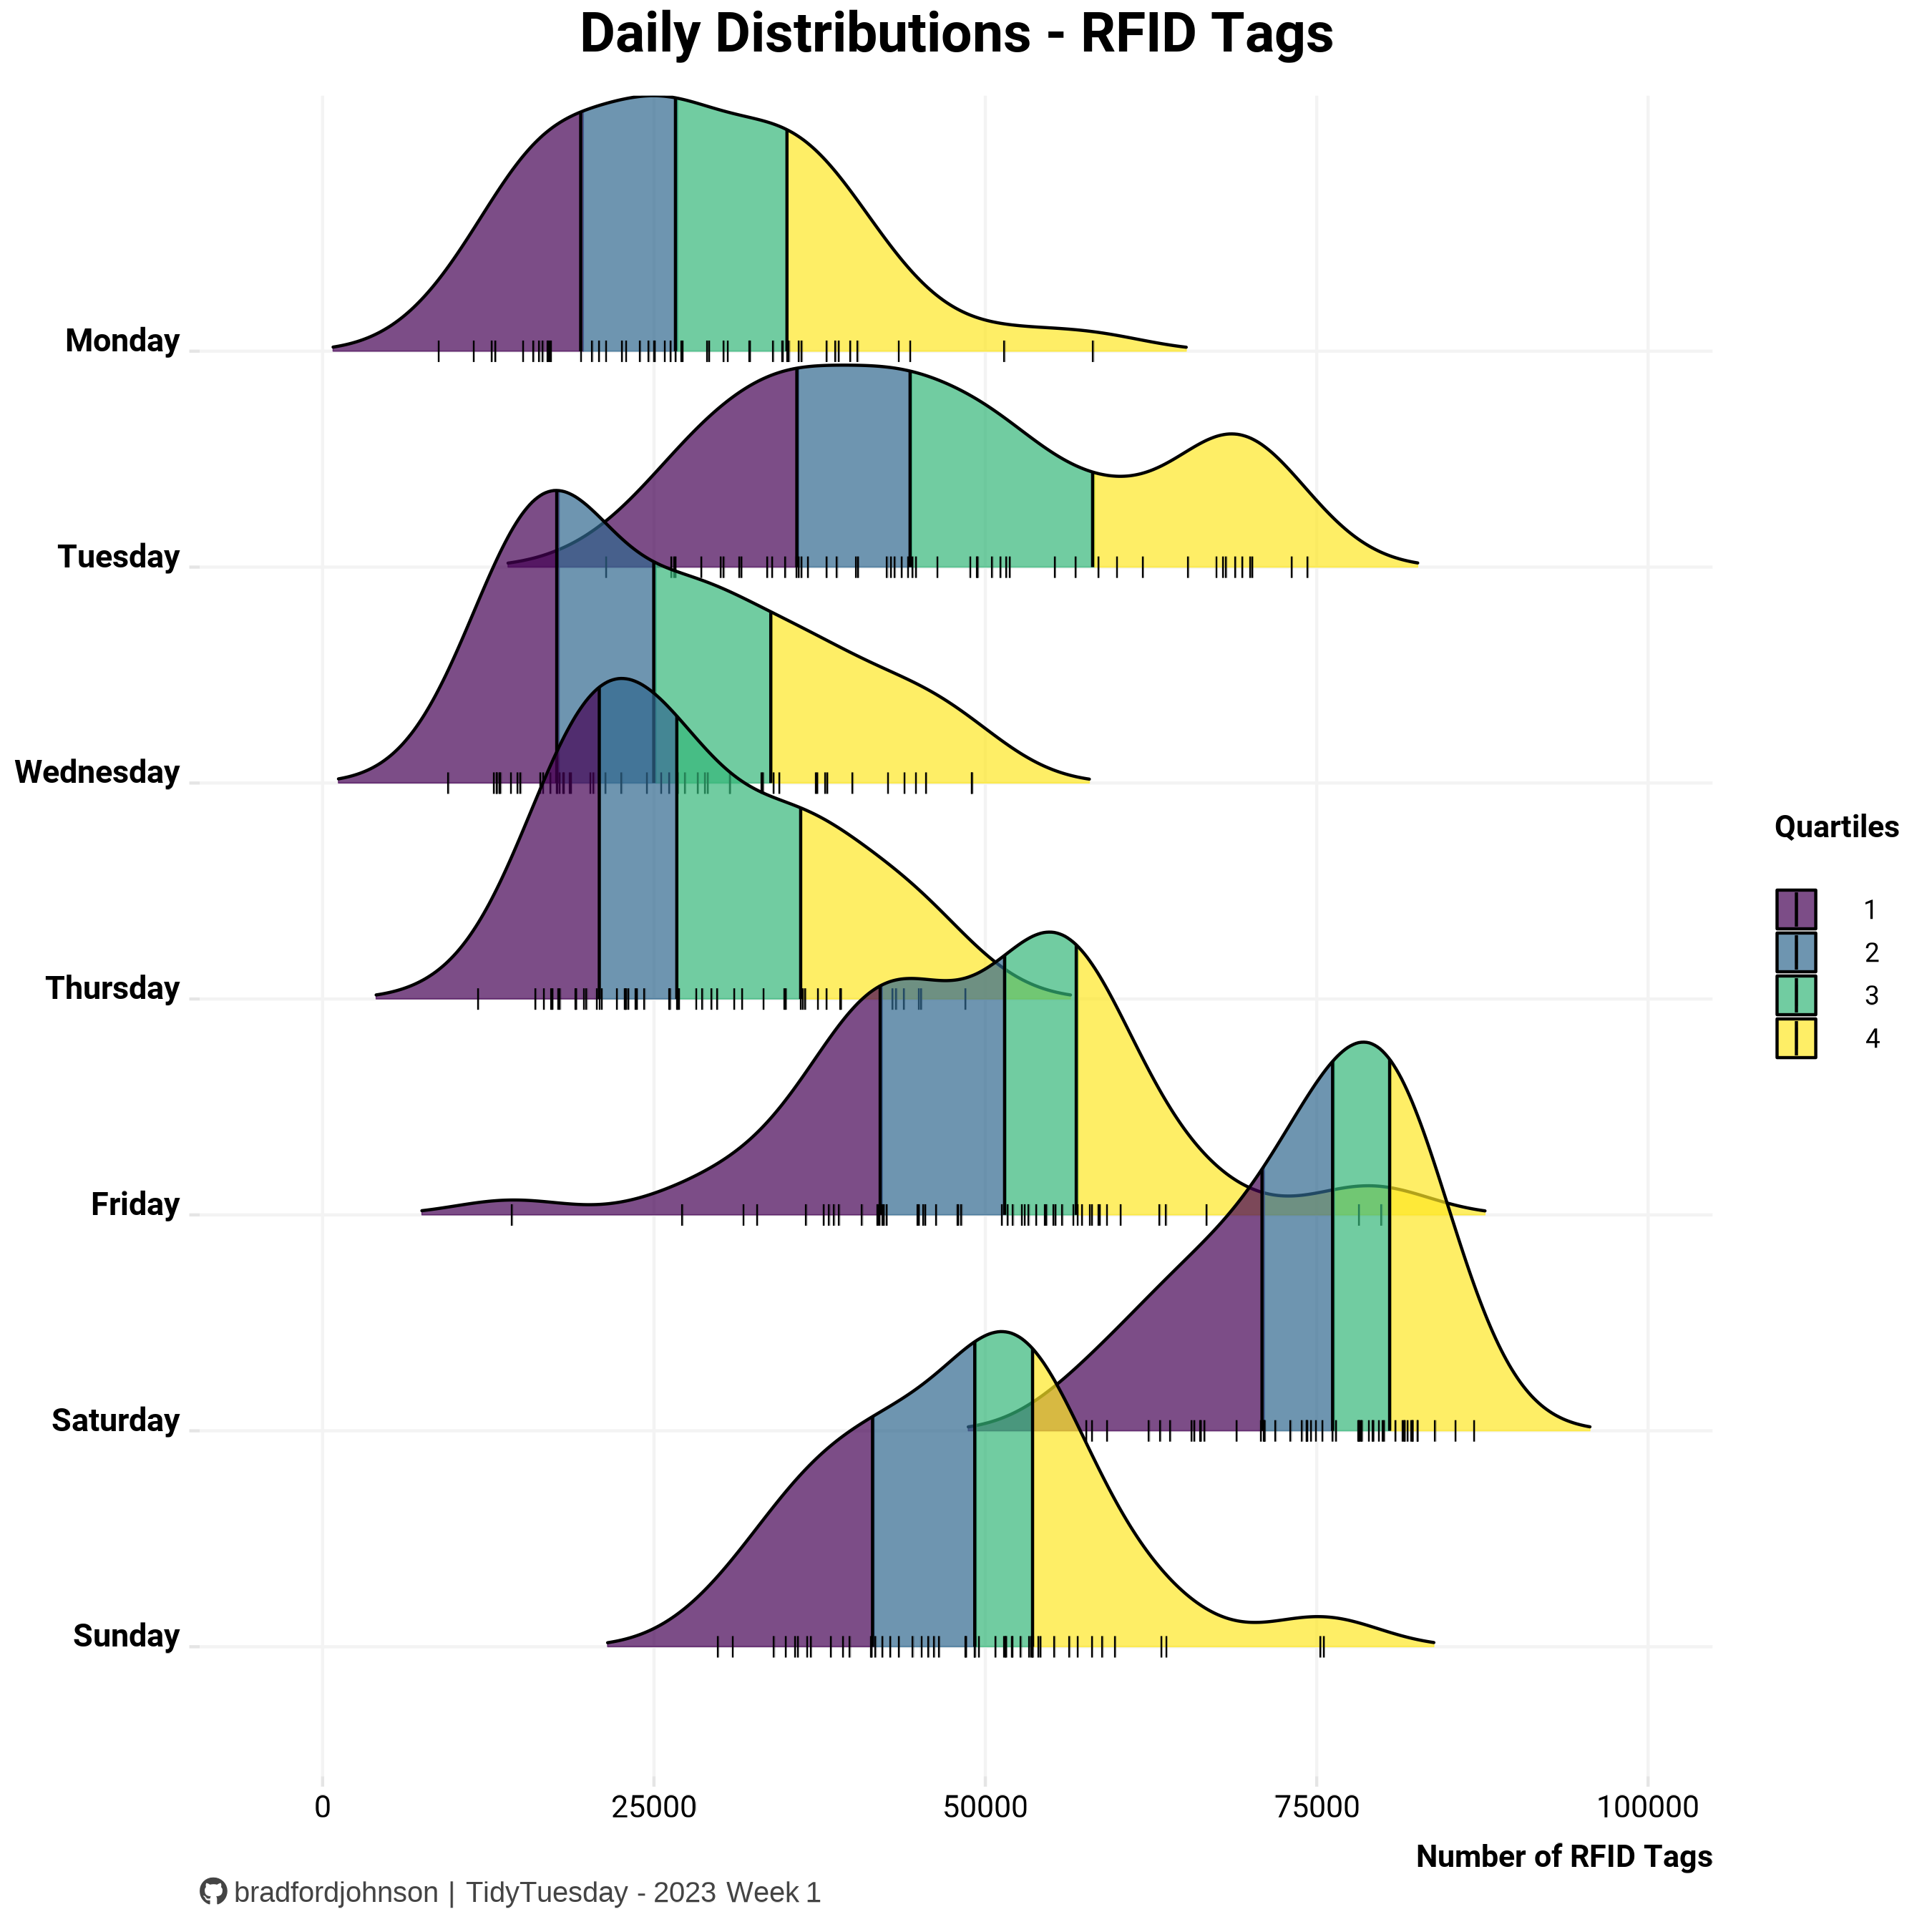 Daily Distributions - RFID Tags
Monday
Tuesday
Wednesday
Thursday
Friday
Saturday
Sunday
Quartiles
1
2
3
4
0 25000 50000 75000 100000
Number of RFID Tags
bradfordjohnson | TidyTuesday - 2023 Week 1